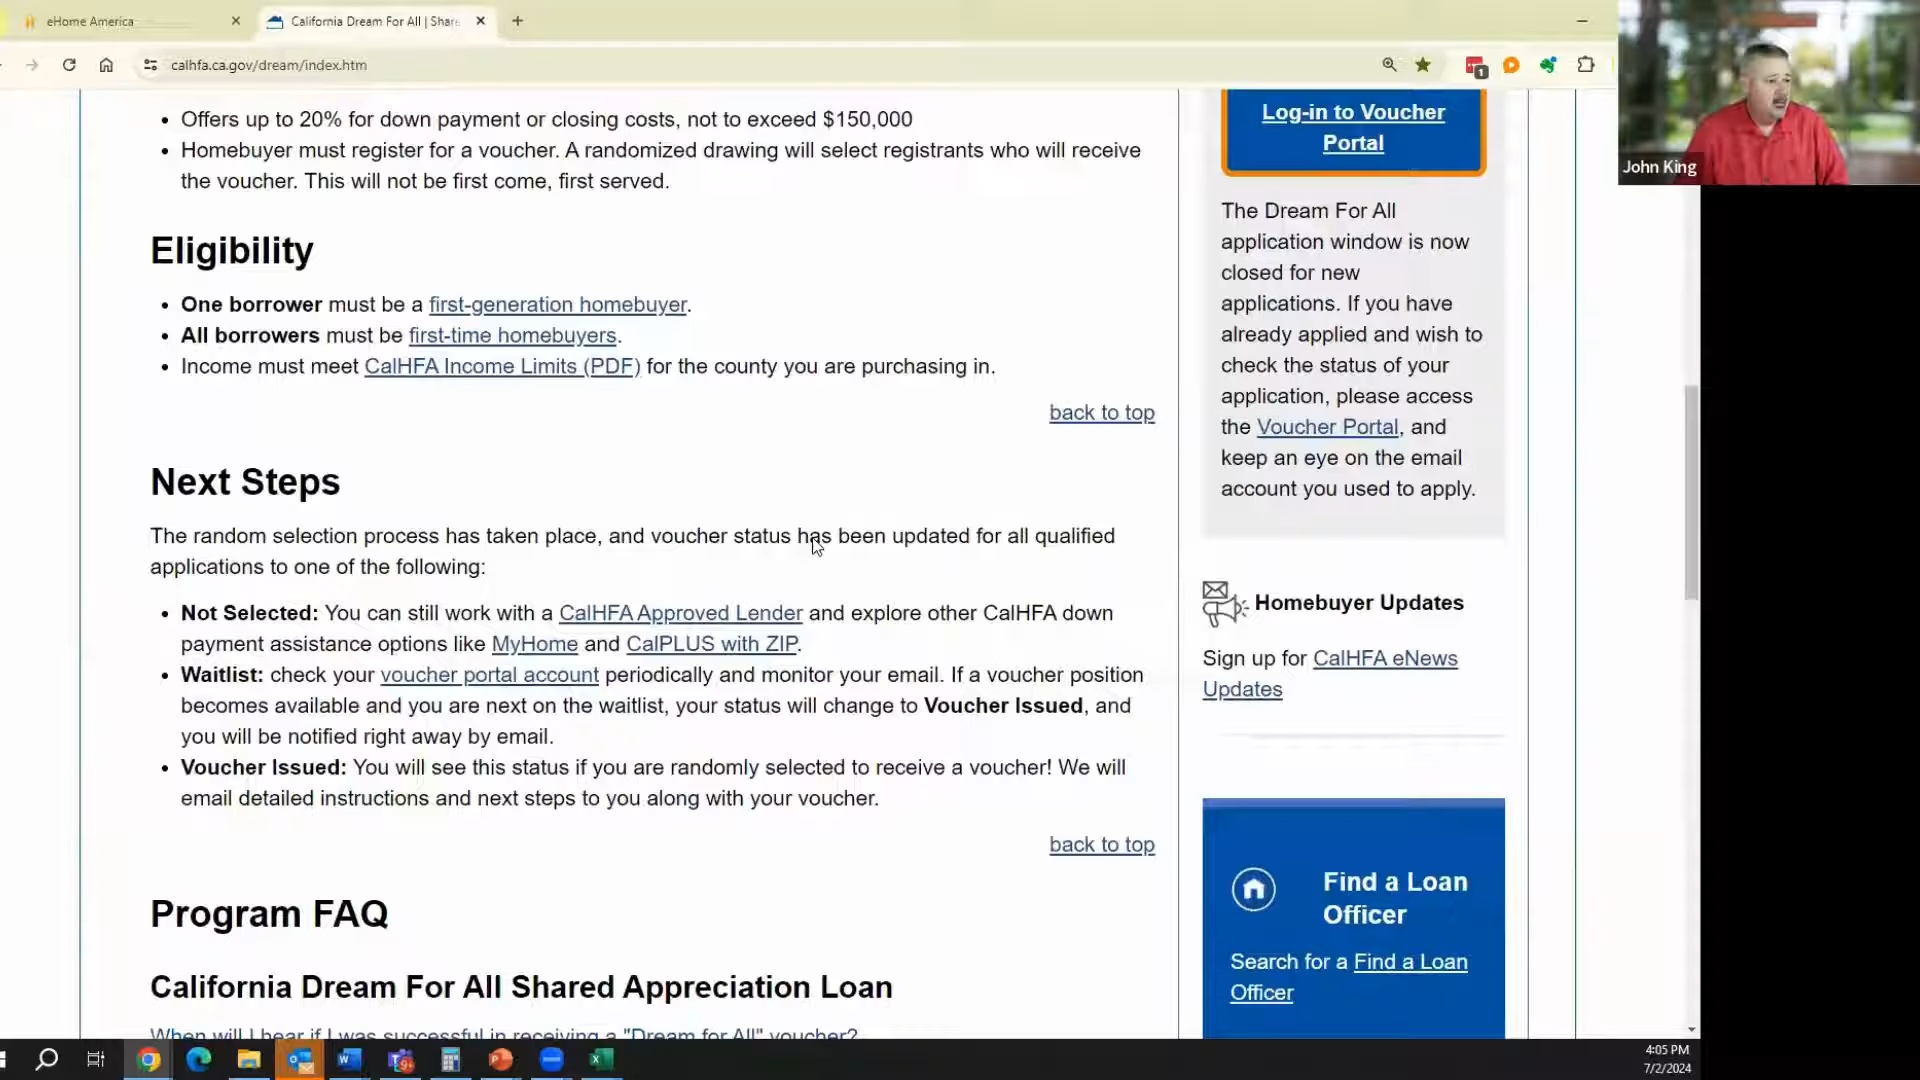 eHome America
California Dream For All | Share
calhfa.ca.gov/dream/index.htm
1
John King
• Offers up to 20% for down payment or closing costs, not to exceed $150,000
• Homebuyer must register for a voucher. A randomized drawing will select registrants who will receive
the voucher. This will not be first come, first served.
Eligibility
• One borrower must be a first-generation homebuyer.
• All borrowers must be first-time homebuyers.
• Income must meet CalHFA Income Limits (PDF) for the county you are purchasing in.
back to top
Next Steps
The random selection process has taken place, and voucher status has been updated for all qualified
applications to one of the following:
• Not Selected: You can still work with a CalHFA Approved Lender and explore other CalHFA down
payment assistance options like MyHome and CalPLUS with ZIP.
• Waitlist: check your voucher portal account periodically and monitor your email. If a voucher position
becomes available and you are next on the waitlist, your status will change to Voucher Issued, and
you will be notified right away by email.
• Voucher Issued: You will see this status if you are randomly selected to receive a voucher! We will
email detailed instructions and next steps to you along with your voucher.
back to top
Program FAQ
California Dream For All Shared Appreciation Loan
When will I hear if I was successful in receiving a "Dream for All" voucher?
Log-in to Voucher
Portal
The Dream For All
application window is now
closed for new
applications. If you have
already applied and wish to
check the status of your
application, please access
the Voucher Portal, and
keep an eye on the email
account you used to apply.
Homebuyer Updates
Sign up for CalHFA eNews
Updates
Find a Loan
Officer
Search for a Find a Loan
Officer
4:05 PM
7/2/2024